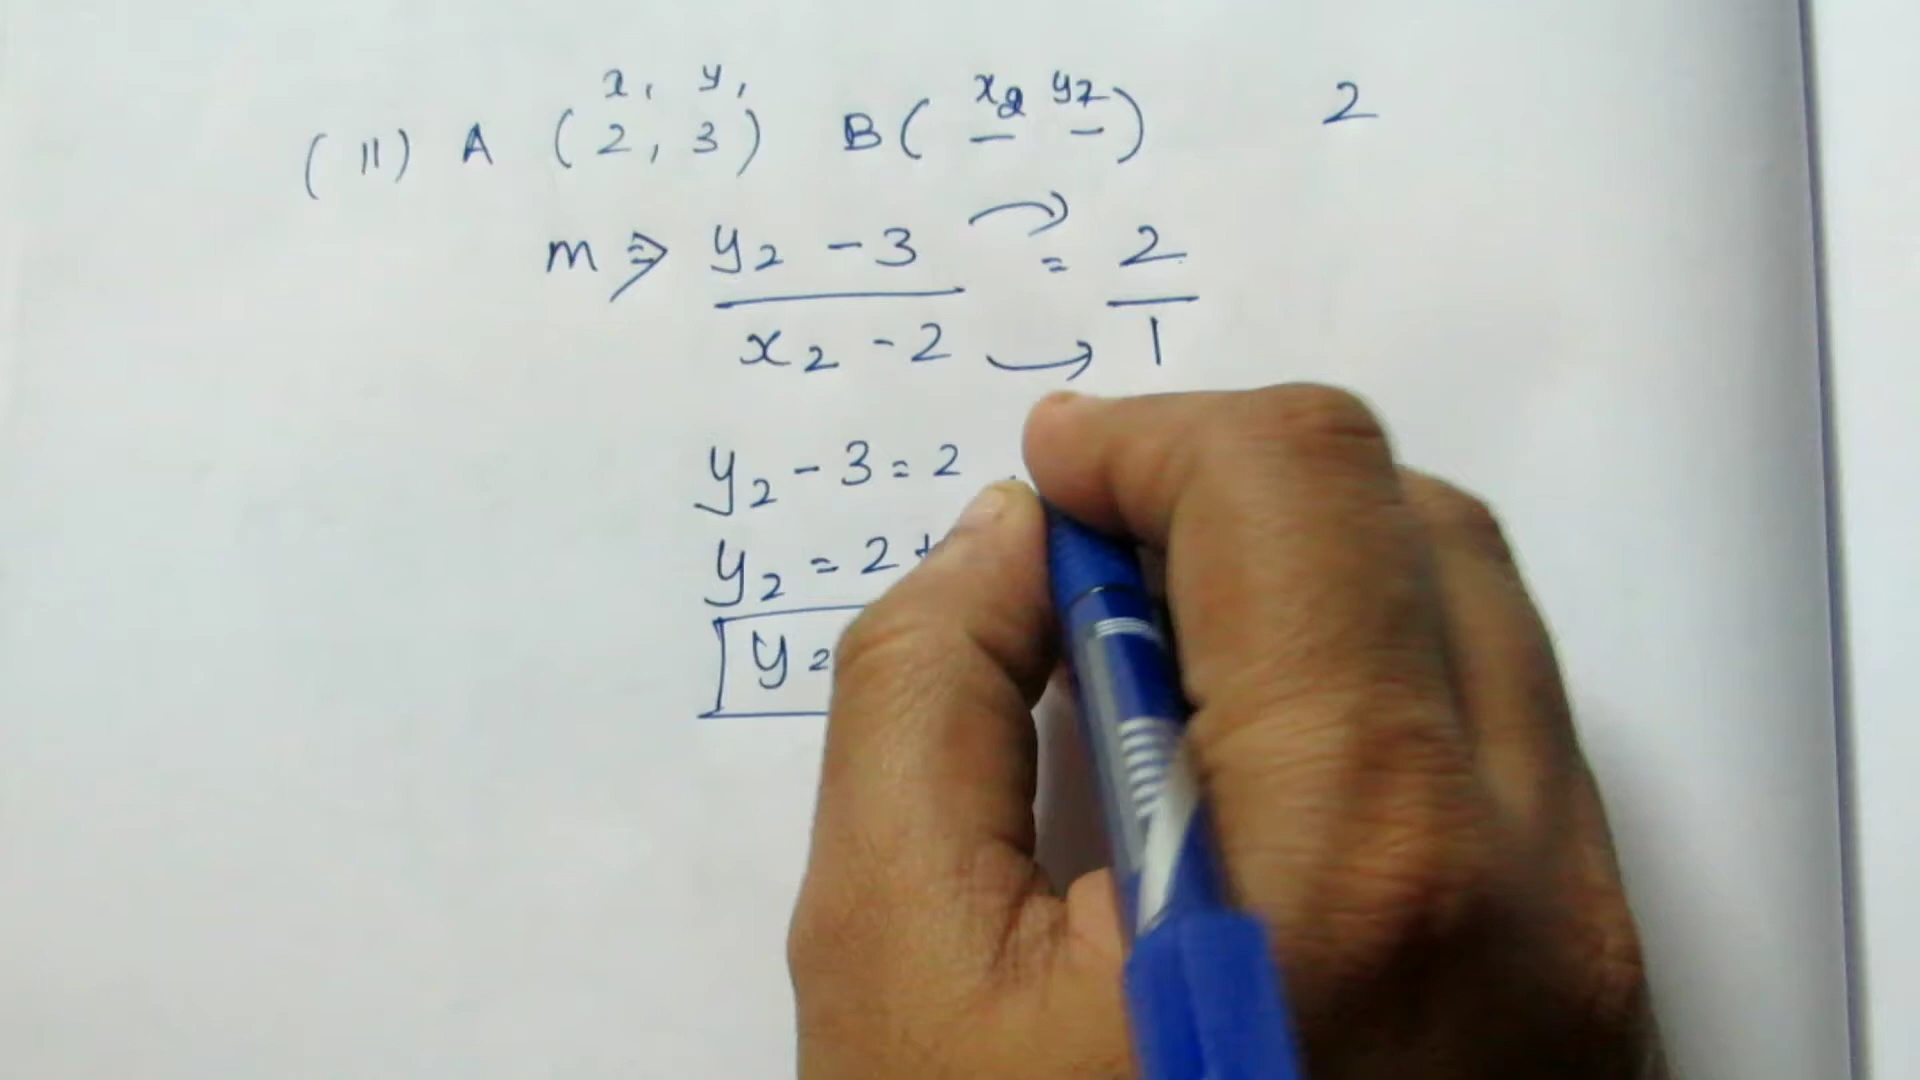 x1 y1 x2 y2
(II) A (2, 3) B( _ _ ) 2
m ⇒ y2 - 3 = 2
x2 - 2 1
y2 - 3 = 2
y2 = 2 +
y2